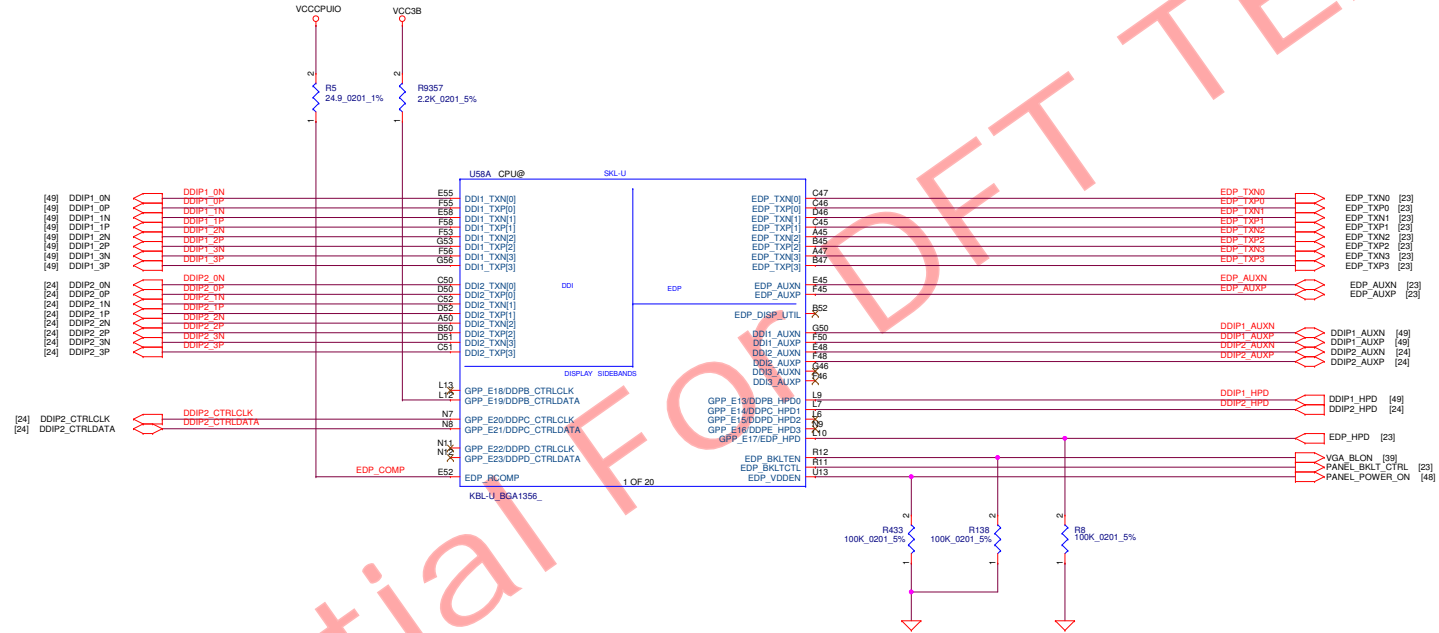 VCCCPUIO VCC3B
2 2
R5 R9357
24.9_0201_1% 2.2K_0201_5%
1 1
U58A CPU@ SKL-U
[49] DDIP1_0N DDIP1_0N E55 DDI1_TXN[0] EDP_TXN[0] C47 EDP_TXN0 EDP_TXN0 [23]
[49] DDIP1_0P DDIP1_0P F55 DDI1_TXP[0] EDP_TXP[0] C46 EDP_TXP0 EDP_TXP0 [23]
[49] DDIP1_1N DDIP1_1N E58 DDI1_TXN[1] EDP_TXN[1] D46 EDP_TXN1 EDP_TXN1 [23]
[49] DDIP1_1P DDIP1_1P F58 DDI1_TXP[1] EDP_TXP[1] C45 EDP_TXP1 EDP_TXP1 [23]
[49] DDIP1_2N DDIP1_2N F53 DDI1_TXN[2] EDP_TXN[2] A45 EDP_TXN2 EDP_TXN2 [23]
[49] DDIP1_2P DDIP1_2P G53 DDI1_TXP[2] EDP_TXP[2] B45 EDP_TXP2 EDP_TXP2 [23]
[49] DDIP1_3N DDIP1_3N F56 DDI1_TXN[3] EDP_TXN[3] A47 EDP_TXN3 EDP_TXN3 [23]
[49] DDIP1_3P DDIP1_3P G56 DDI1_TXP[3] EDP_TXP[3] B47 EDP_TXP3 EDP_TXP3 [23]
[24] DDIP2_0N DDIP2_0N C50 DDI2_TXN[0] DDI EDP EDP_AUXN E45 EDP_AUXN EDP_AUXN [23]
[24] DDIP2_0P DDIP2_0P D50 DDI2_TXP[0] EDP_AUXP F45 EDP_AUXP EDP_AUXP [23]
[24] DDIP2_1N DDIP2_1N C52 DDI2_TXN[1]
[24] DDIP2_1P DDIP2_1P D52 DDI2_TXP[1] EDP_DISP_UTIL B52
[24] DDIP2_2N DDIP2_2N A50 DDI2_TXN[2]
[24] DDIP2_2P DDIP2_2P B50 DDI2_TXP[2] DDI1_AUXN G50 DDIP1_AUXN DDIP1_AUXN [49]
[24] DDIP2_3N DDIP2_3N D51 DDI2_TXN[3] DDI1_AUXP F50 DDIP1_AUXP DDIP1_AUXP [49]
[24] DDIP2_3P DDIP2_3P C51 DDI2_TXP[3] DDI2_AUXN E48 DDIP2_AUXN DDIP2_AUXN [24]
DDI2_AUXP F48 DDIP2_AUXP DDIP2_AUXP [24]
DISPLAY SIDEBANDS DDI3_AUXN G46
DDI3_AUXP F46
L13 GPP_E18/DDPB_CTRLCLK
L12 GPP_E19/DDPB_CTRLDATA GPP_E13/DDPB_HPD0 L9 DDIP1_HPD DDIP1_HPD [49]
GPP_E14/DDPC_HPD1 L7 DDIP2_HPD DDIP2_HPD [24]
[24] DDIP2_CTRLCLK DDIP2_CTRLCLK N7 GPP_E20/DDPC_CTRLCLK GPP_E15/DDPD_HPD2 L6
[24] DDIP2_CTRLDATA DDIP2_CTRLDATA N8 GPP_E21/DDPC_CTRLDATA GPP_E16/DDPE_HPD3 N9
GPP_E17/EDP_HPD L10 EDP_HPD [23]
N11 GPP_E22/DDPD_CTRLCLK
N12 GPP_E23/DDPD_CTRLDATA EDP_BKLTEN R12 VGA_BLON [39]
EDP_BKLTCTL R11 PANEL_BKLT_CTRL [23]
EDP_COMP E52 EDP_RCOMP 1 OF 20 EDP_VDDEN U13 PANEL_POWER_ON [48]
KBL-U_BGA1356_
2 2 2
R433 R138 R8
100K_0201_5% 100K_0201_5% 100K_0201_5%
1 1 1
tial For DFT TE